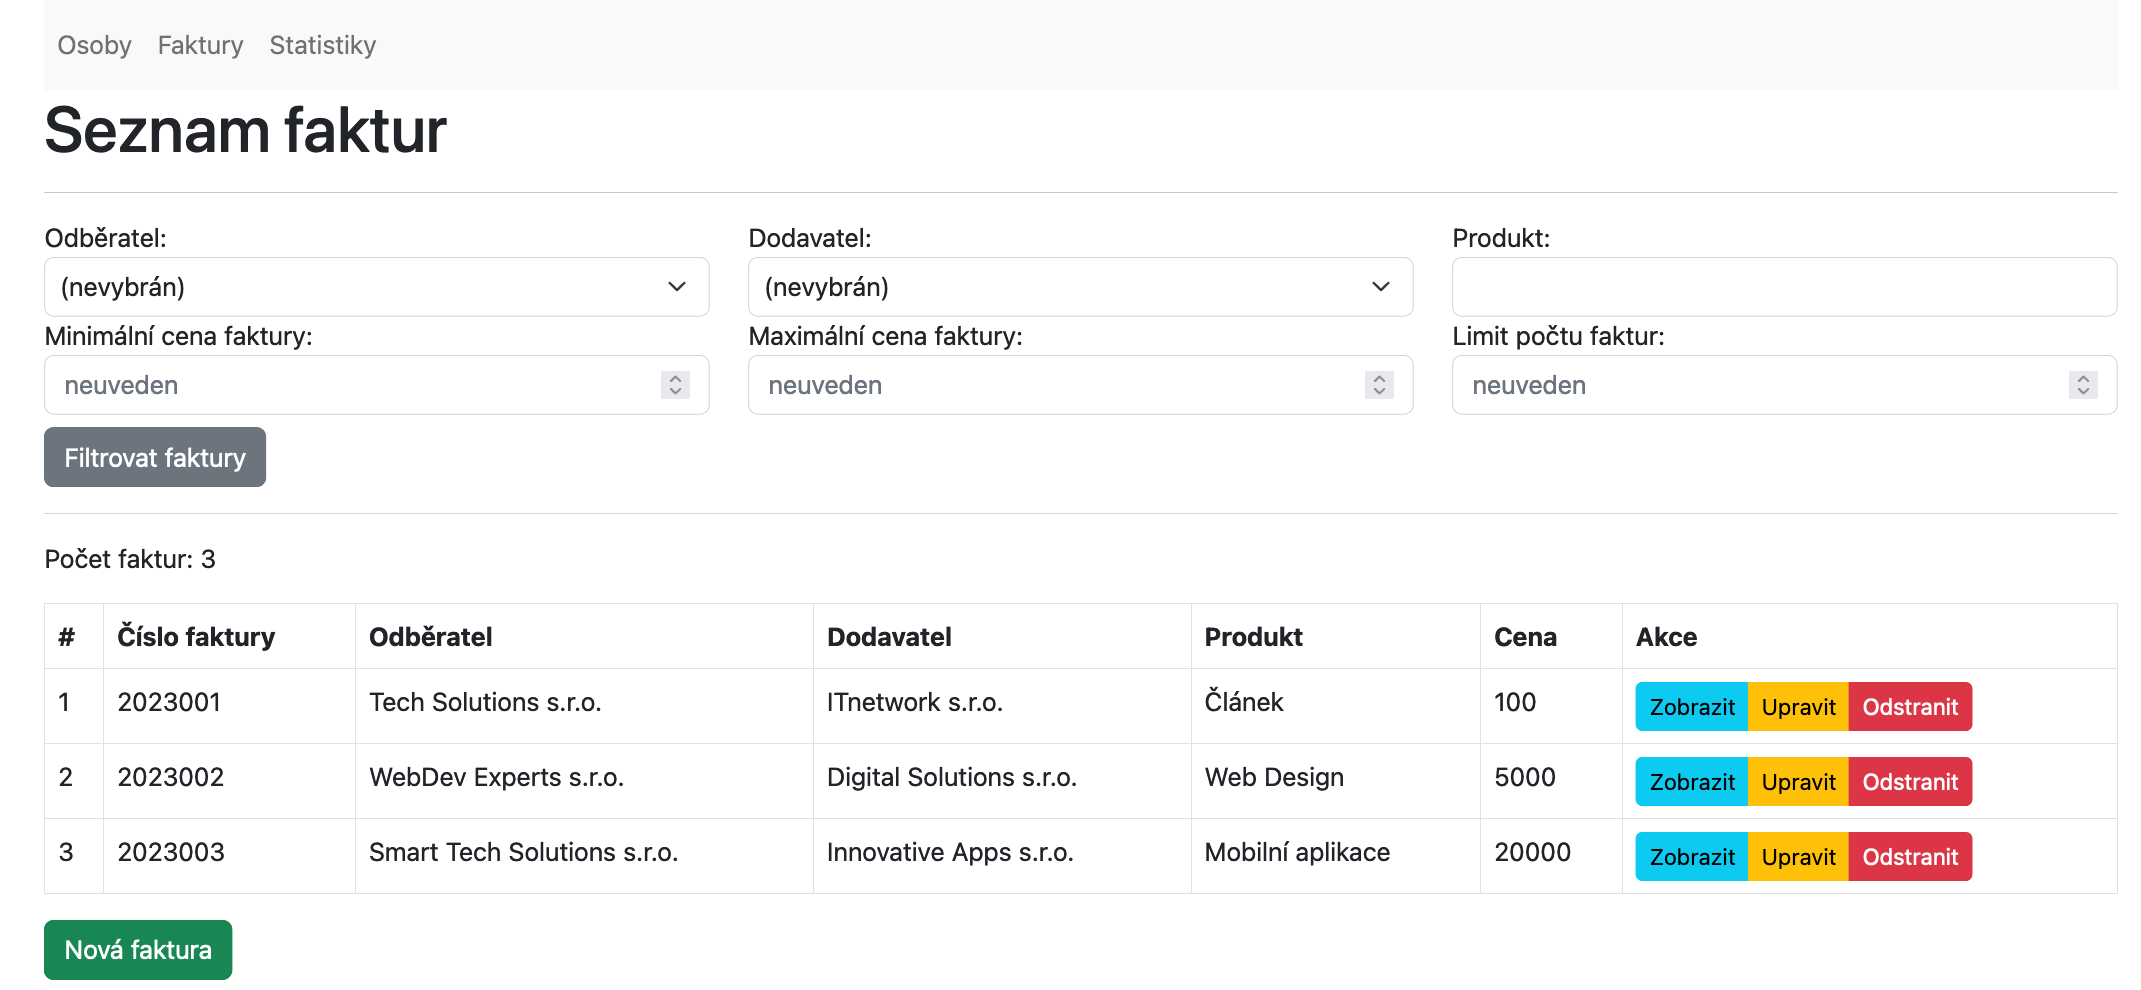 Osoby Faktury Statistiky
Seznam faktur
Odběratel: Dodavatel: Produkt:
(nevybrán) (nevybrán)
Minimální cena faktury: Maximální cena faktury: Limit počtu faktur:
neuveden neuveden neuveden
Filtrovat faktury
Počet faktur: 3
# Číslo faktury Odběratel Dodavatel Produkt Cena Akce
1 2023001 Tech Solutions s.r.o. ITnetwork s.r.o. Článek 100 Zobrazit Upravit Odstranit
2 2023002 WebDev Experts s.r.o. Digital Solutions s.r.o. Web Design 5000 Zobrazit Upravit Odstranit
3 2023003 Smart Tech Solutions s.r.o. Innovative Apps s.r.o. Mobilní aplikace 20000 Zobrazit Upravit Odstranit
Nová faktura